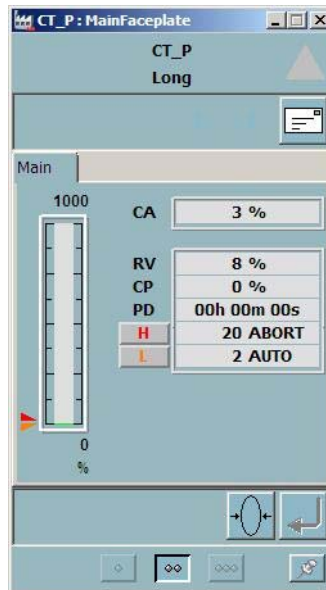 CT_P : MainFaceplate
CT_P
Long
Main
1000
0
%
CA 3 %
RV 8 %
CP 0 %
PD 00h 00m 00s
H 20 ABORT
L 2 AUTO